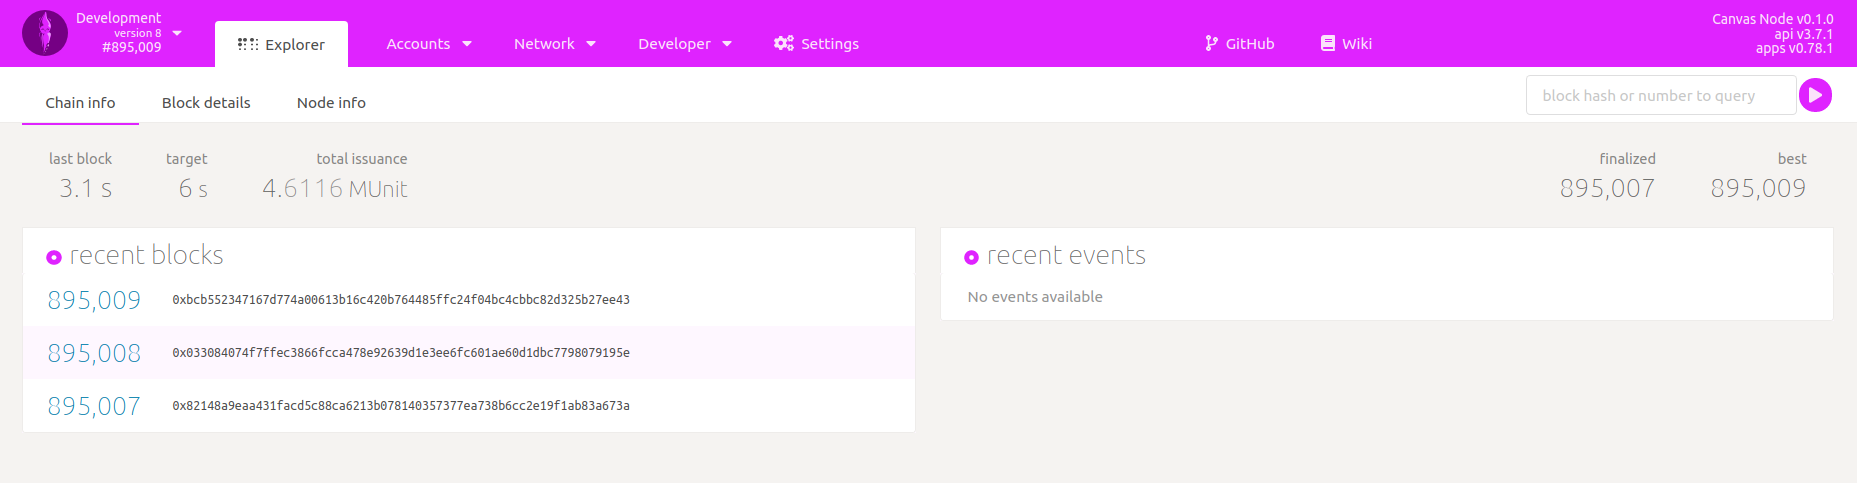 Development
version 8
#895,009
Explorer
Accounts
Network
Developer
Settings
GitHub
Wiki
Canvas Node v0.1.0
api v3.7.1
apps v0.78.1
Chain info
Block details
Node info
block hash or number to query
last block
3.1 s
target
6 s
total issuance
4.6116 MUnit
finalized
895,007
best
895,009
recent blocks
895,009 0xbcb552347167d774a00613b16c420b764485ffc24f04bc4cbbc82d325b27ee43
895,008 0x033084074f7ffec3866fcca478e92639d1e3ee6fc601ae60d1dbc7798079195e
895,007 0x82148a9eaa431facd5c88ca6213b078140357377ea738b6cc2e19f1ab83a673a
recent events
No events available